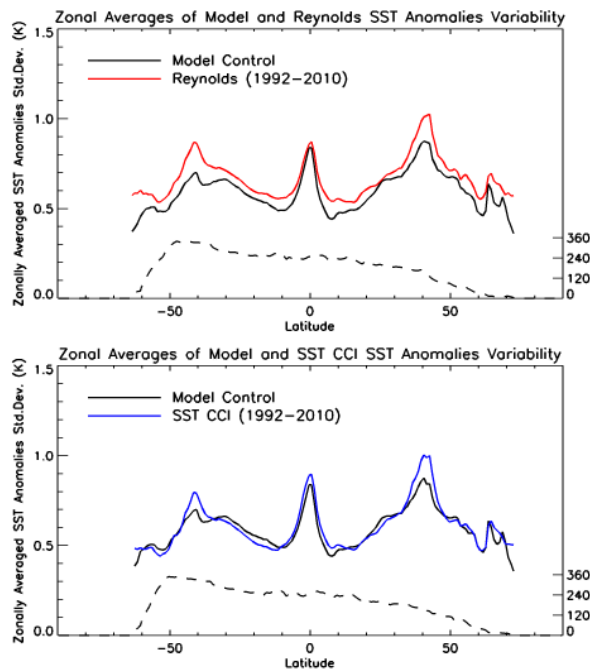 Zonal Averages of Model and Reynolds SST Anomalies Variability
Zonally Averaged SST Anomalies Std.Dev. (K)
1.5
1.0
0.5
0.0
Model Control
Reynolds (1992-2010)
360
240
120
0
-50
0
50
Latitude
Zonal Averages of Model and SST CCI SST Anomalies Variability
Zonally Averaged SST Anomalies Std.Dev. (K)
1.5
1.0
0.5
0.0
Model Control
SST CCI (1992-2010)
360
240
120
0
-50
0
50
Latitude